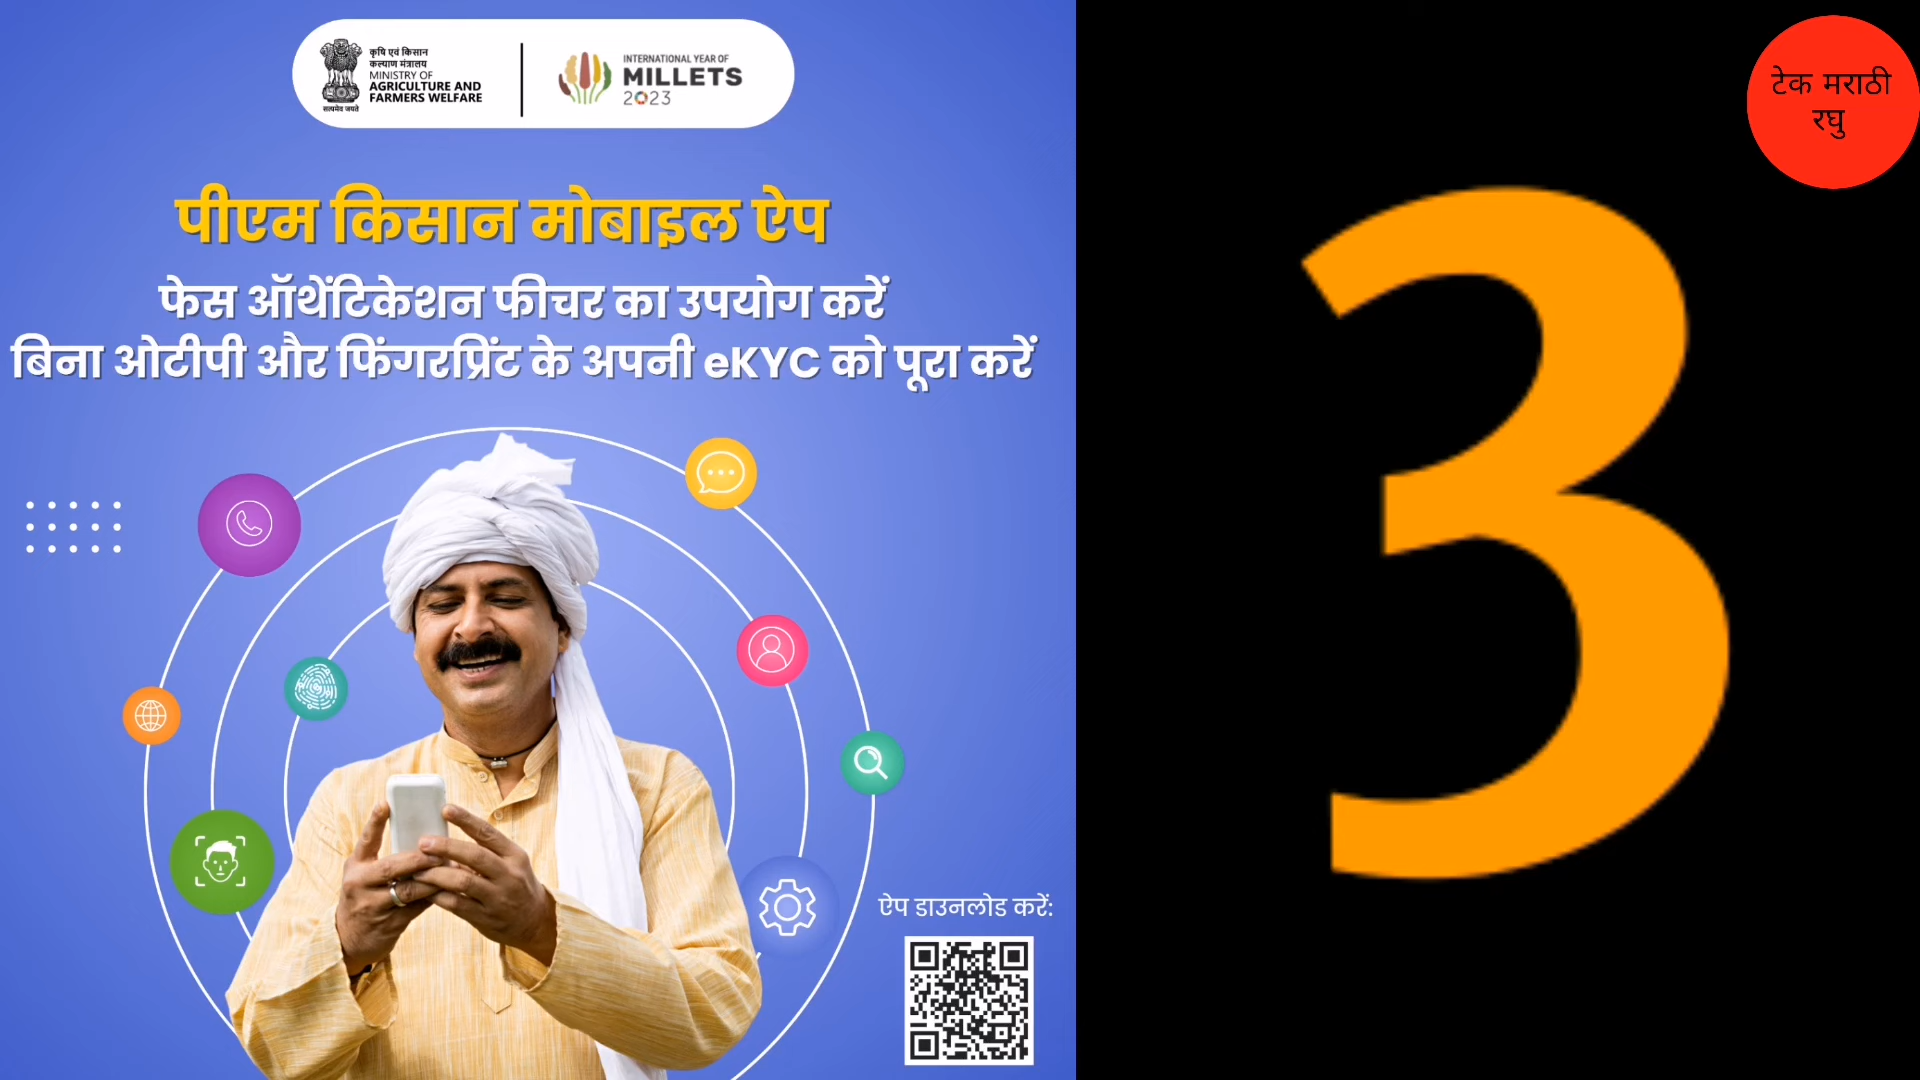 कृषि एवं किसान
कल्याण मंत्रालय
MINISTRY OF
AGRICULTURE AND
FARMERS WELFARE
सत्यमेव जयते
INTERNATIONAL YEAR OF
MILLETS
2023
टेक मराठी
रघु
पीएम किसान मोबाइल ऐप
फेस ऑथेंटिकेशन फीचर का उपयोग करें
बिना ओटीपी और फिंगरप्रिंट के अपनी eKYC को पूरा करें
3
ऐप डाउनलोड करें: